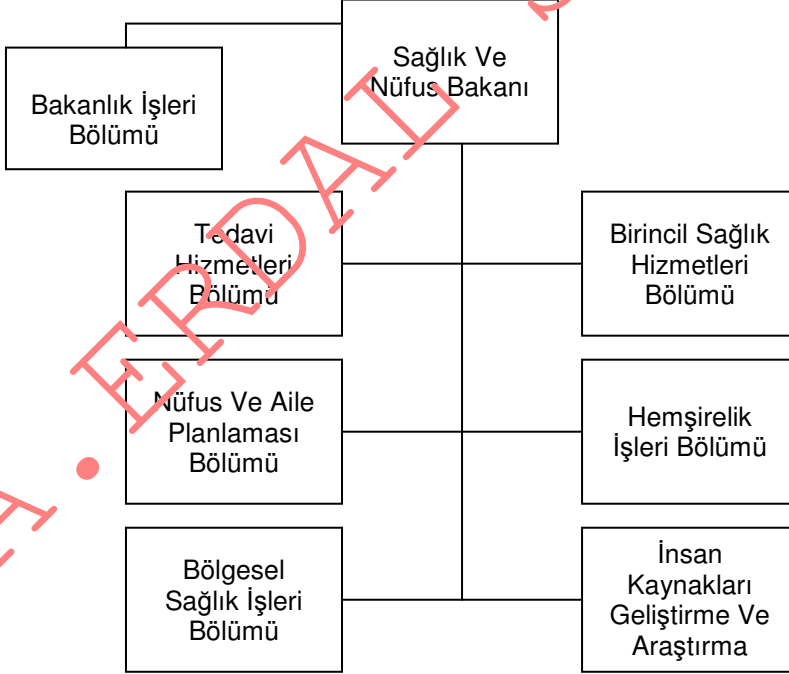 Sağlık Ve
Nüfus Bakanı
Bakanlık İşleri
Bölümü
Tedavi
Hizmetleri
Bölümü
Birincil Sağlık
Hizmetleri
Bölümü
Nüfus Ve Aile
Planlaması
Bölümü
Hemşirelik
İşleri Bölümü
Bölgesel
Sağlık İşleri
Bölümü
İnsan
Kaynakları
Geliştirme Ve
Araştırma
A. ERDAL